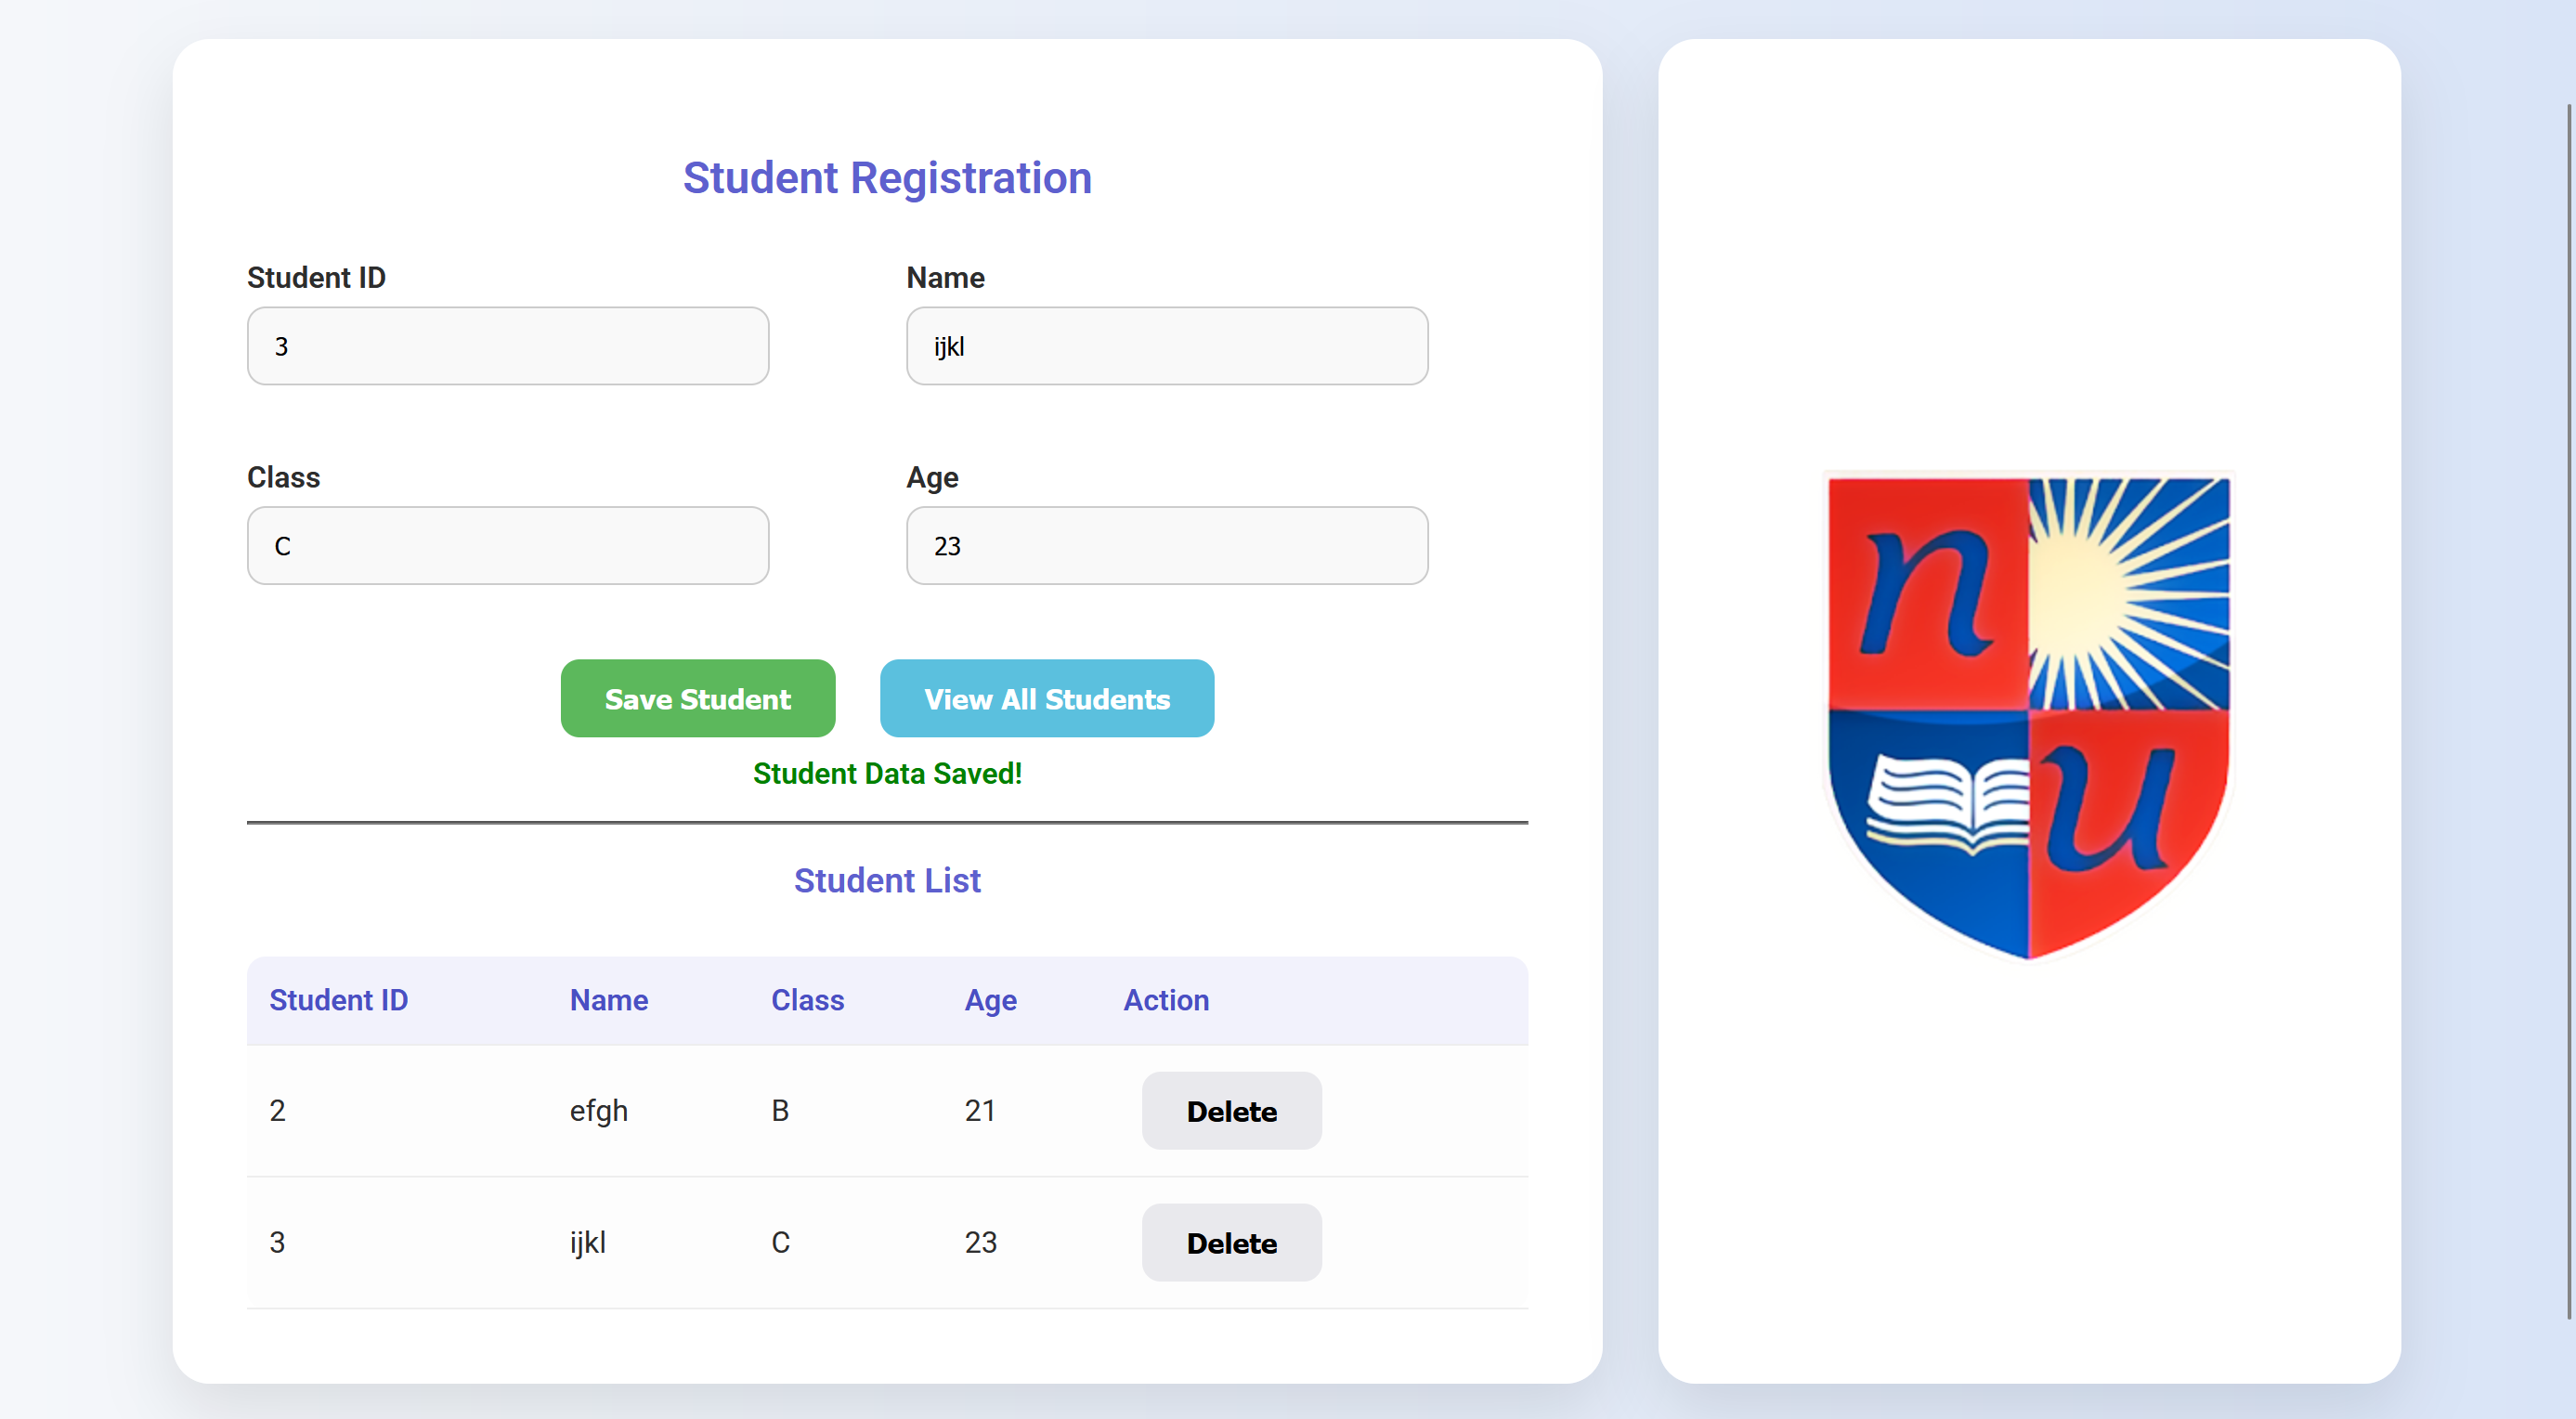 Student Registration
Student ID
Name
3
ijkl
Class
Age
C
23
Save Student
View All Students
Student Data Saved!
Student List
Student ID Name Class Age Action
2 efgh B 21 Delete
3 ijkl C 23 Delete
n
u